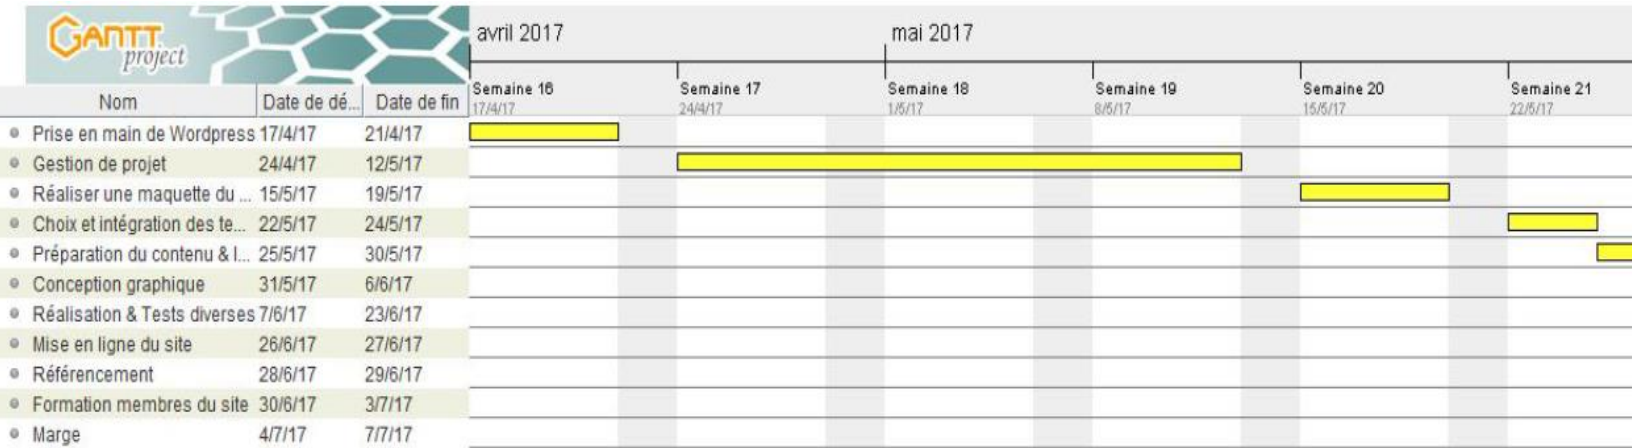 GANTT
project
avril 2017 mai 2017
Semaine 16 Semaine 17 Semaine 18 Semaine 19 Semaine 20 Semaine 21
17/4/17 24/4/17 1/5/17 8/5/17 15/5/17 22/5/17
Nom Date de dé... Date de fin
Prise en main de Wordpress 17/4/17 21/4/17
Gestion de projet 24/4/17 12/5/17
Réaliser une maquette du ... 15/5/17 19/5/17
Choix et intégration des te... 22/5/17 24/5/17
Préparation du contenu & l... 25/5/17 30/5/17
Conception graphique 31/5/17 6/6/17
Réalisation & Tests diverses 7/6/17 23/6/17
Mise en ligne du site 26/6/17 27/6/17
Référencement 28/6/17 29/6/17
Formation membres du site 30/6/17 3/7/17
Marge 4/7/17 7/7/17